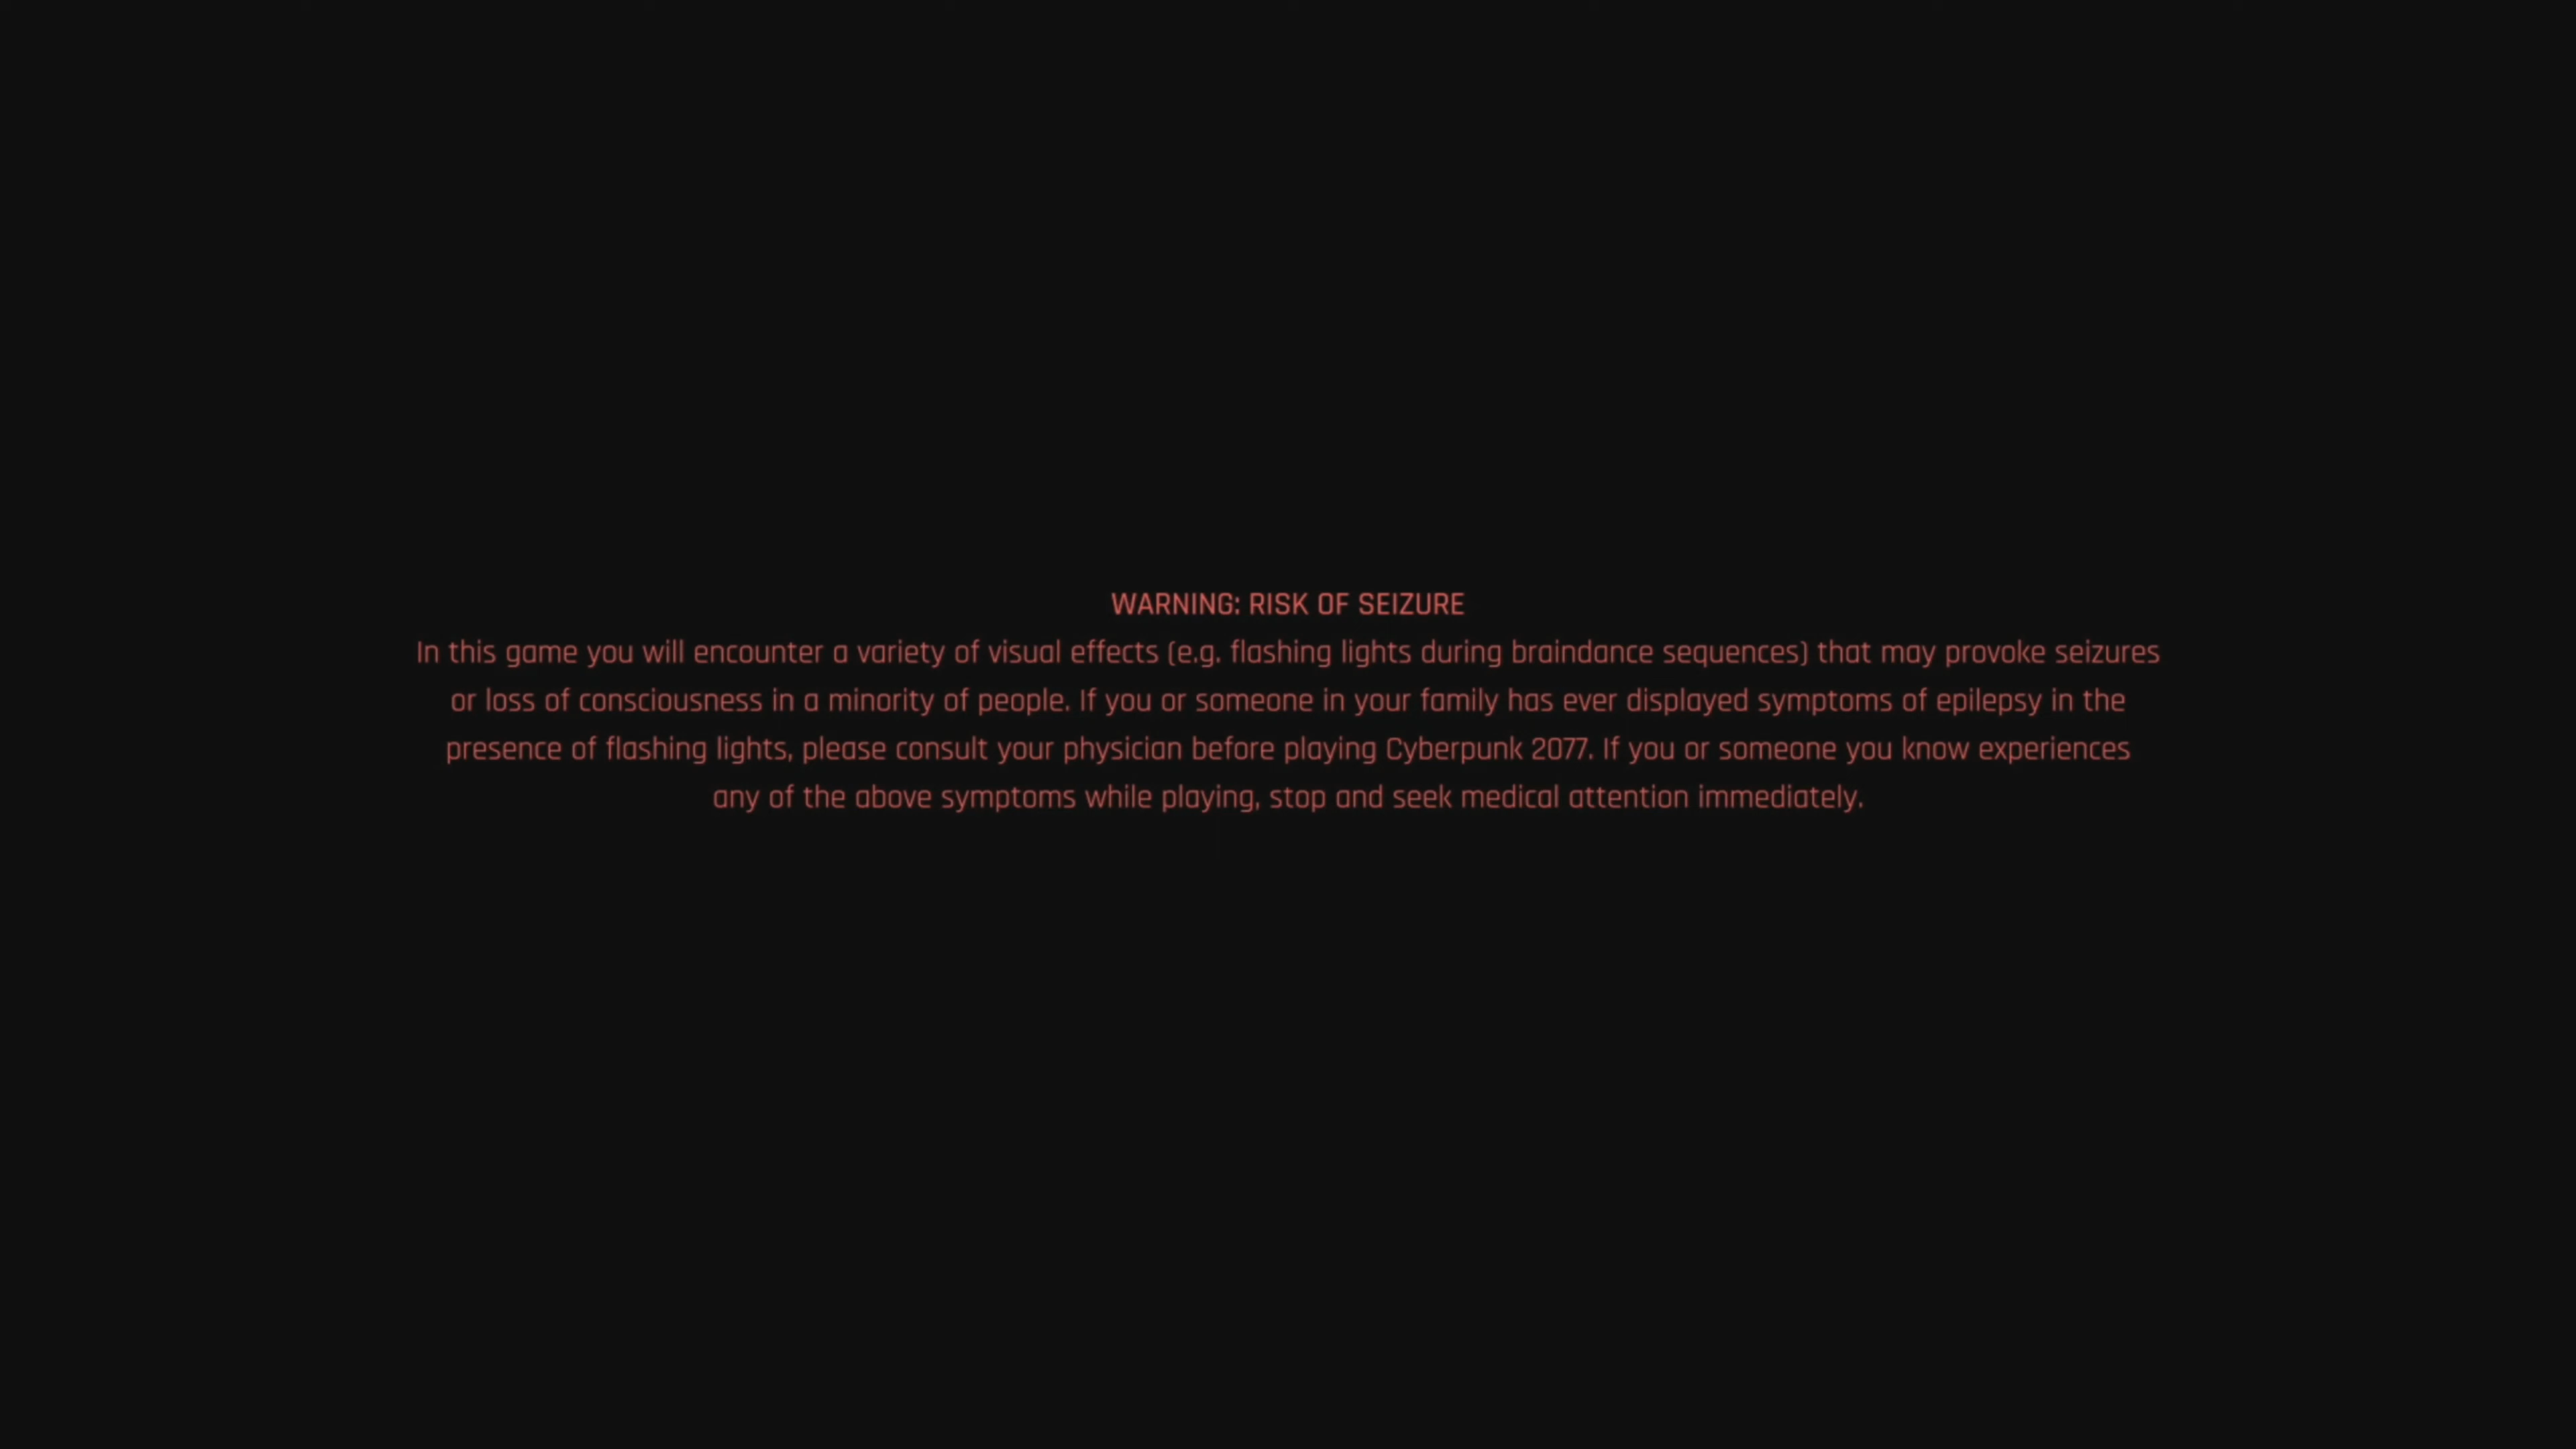 WARNING: RISK OF SEIZURE
In this game you will encounter a variety of visual effects (e.g. flashing lights during braindance sequences) that may provoke seizures
or loss of consciousness in a minority of people. If you or someone in your family has ever displayed symptoms of epilepsy in the
presence of flashing lights, please consult your physician before playing Cyberpunk 2077. If you or someone you know experiences
any of the above symptoms while playing, stop and seek medical attention immediately.